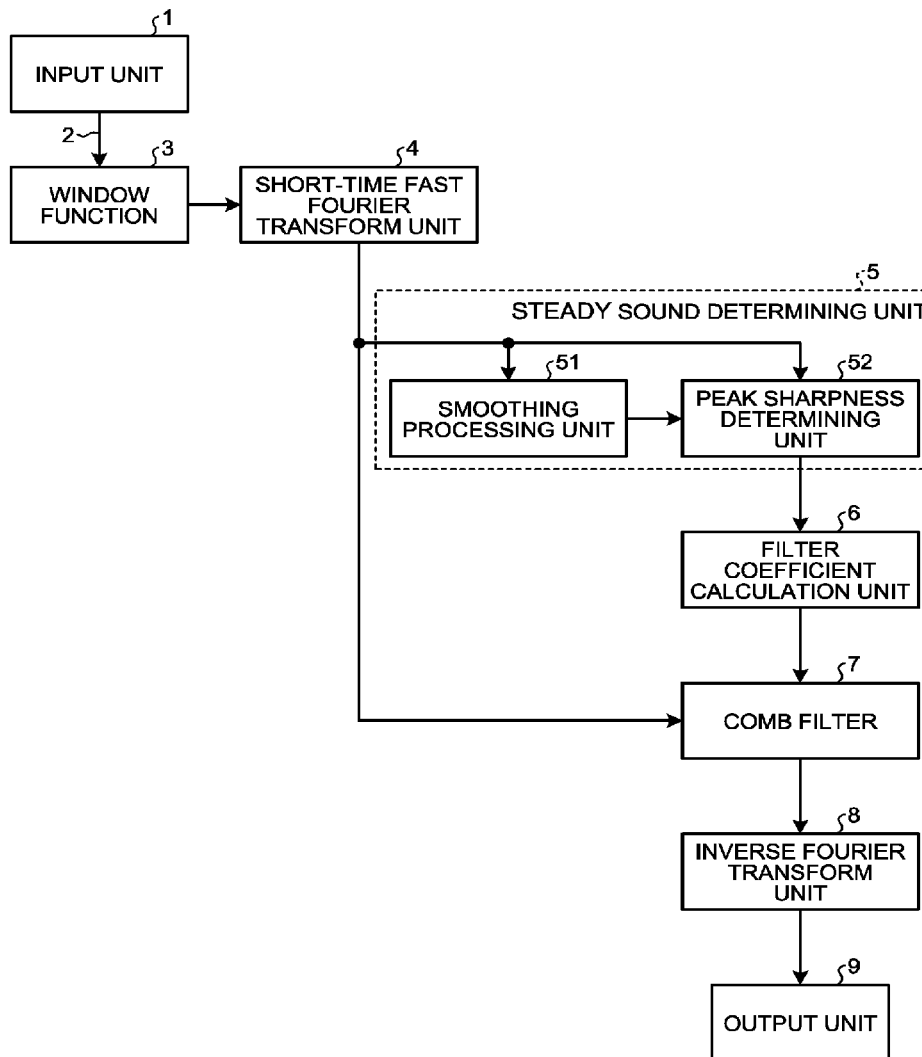 1
INPUT UNIT
2
3
WINDOW
FUNCTION
4
SHORT-TIME FAST
FOURIER
TRANSFORM UNIT
5
STEADY SOUND DETERMINING UNIT
51
SMOOTHING
PROCESSING UNIT
52
PEAK SHARPNESS
DETERMINING
UNIT
6
FILTER
COEFFICIENT
CALCULATION UNIT
7
COMB FILTER
8
INVERSE FOURIER
TRANSFORM
UNIT
9
OUTPUT UNIT